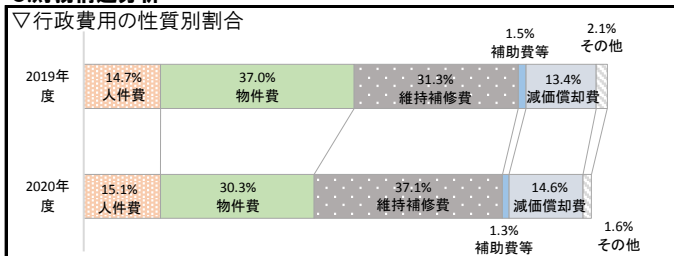 ▽行政費用の性質別割合
1.5%
補助費等
2.1%
その他
2019年
度
14.7%
人件費
37.0%
物件費
31.3%
維持補修費
13.4%
減価償却費
2020年
度
15.1%
人件費
30.3%
物件費
37.1%
維持補修費
14.6%
減価償却費
1.3%
補助費等
1.6%
その他